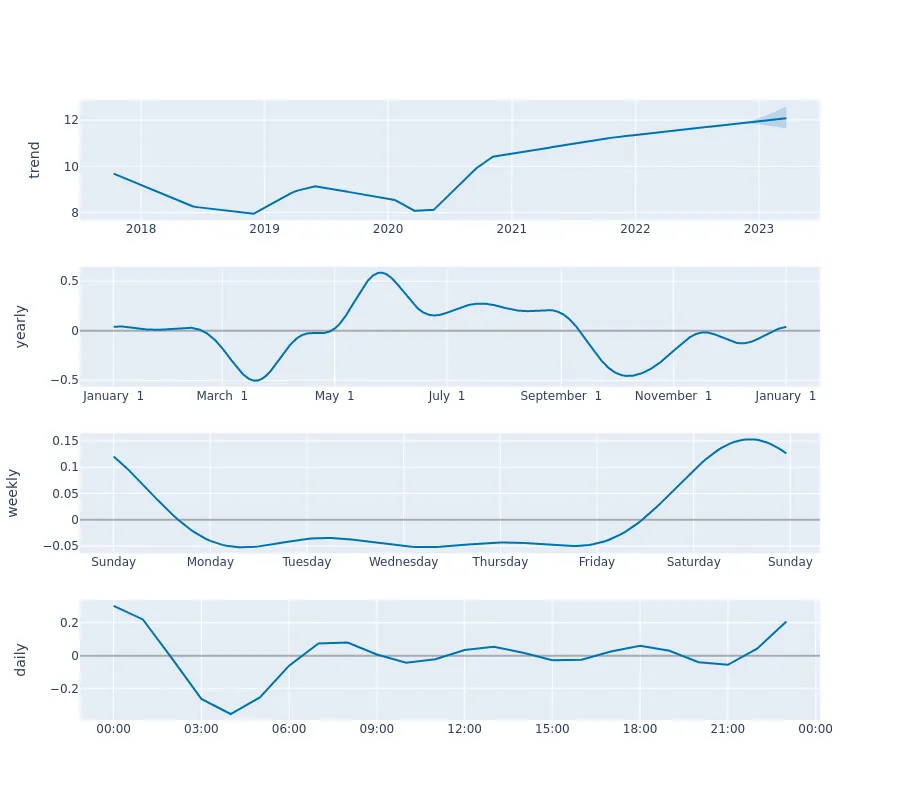 trend
12
10
8
2018 2019 2020 2021 2022 2023
yearly
0.5
0
−0.5
January 1 March 1 May 1 July 1 September 1 November 1 January 1
weekly
0.15
0.1
0.05
0
−0.05
Sunday Monday Tuesday Wednesday Thursday Friday Saturday Sunday
daily
0.2
0
−0.2
00:00 03:00 06:00 09:00 12:00 15:00 18:00 21:00 00:00